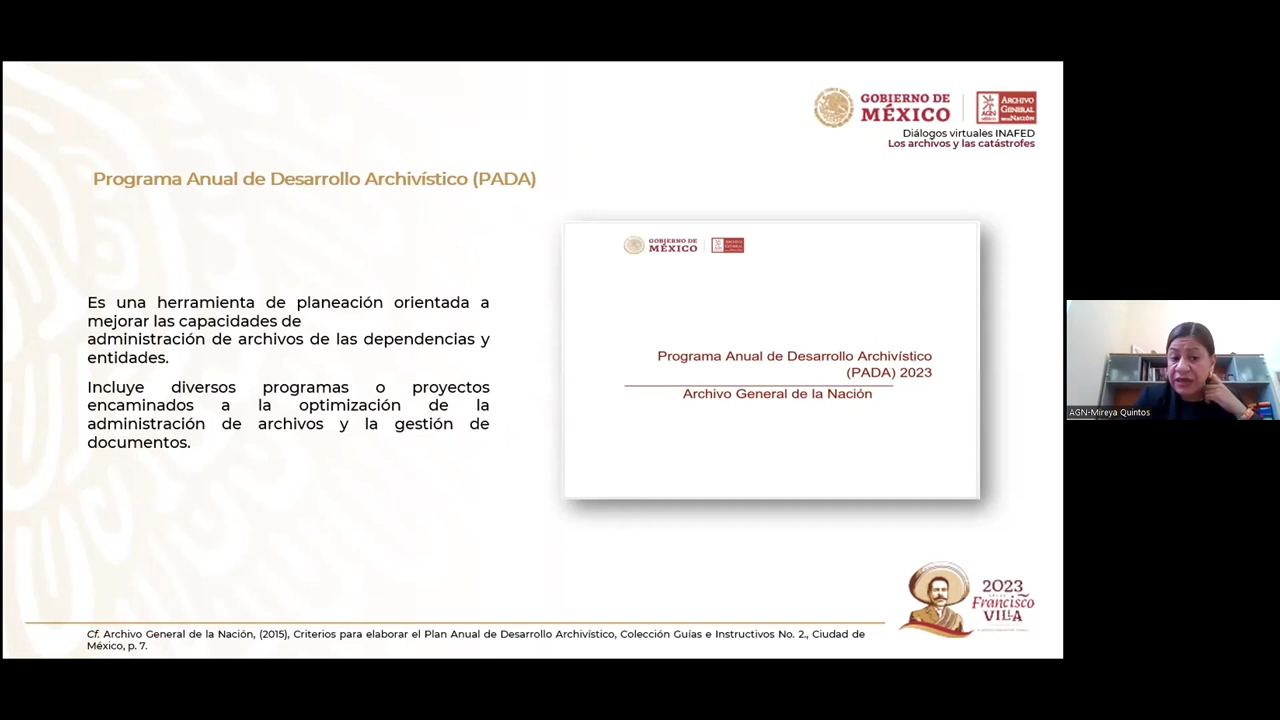 GOBIERNO DE
MÉXICO
AGN
MÉXICO
ARCHIVO
GENERAL
DE LA NACIÓN
Diálogos virtuales INAFED
Los archivos y las catástrofes
Programa Anual de Desarrollo Archivístico (PADA)
Es una herramienta de planeación orientada a
mejorar las capacidades de
administración de archivos de las dependencias y
entidades.
Incluye diversos programas o proyectos
encaminados a la optimización de la
administración de archivos y la gestión de
documentos.
GOBIERNO DE
MÉXICO
Programa Anual de Desarrollo Archivístico
(PADA) 2023
Archivo General de la Nación
AGN-Mireya Quintos
2023
Francisco
VILLA
Cf. Archivo General de la Nación, (2015), Criterios para elaborar el Plan Anual de Desarrollo Archivístico, Colección Guías e Instructivos No. 2., Ciudad de
México, p. 7.